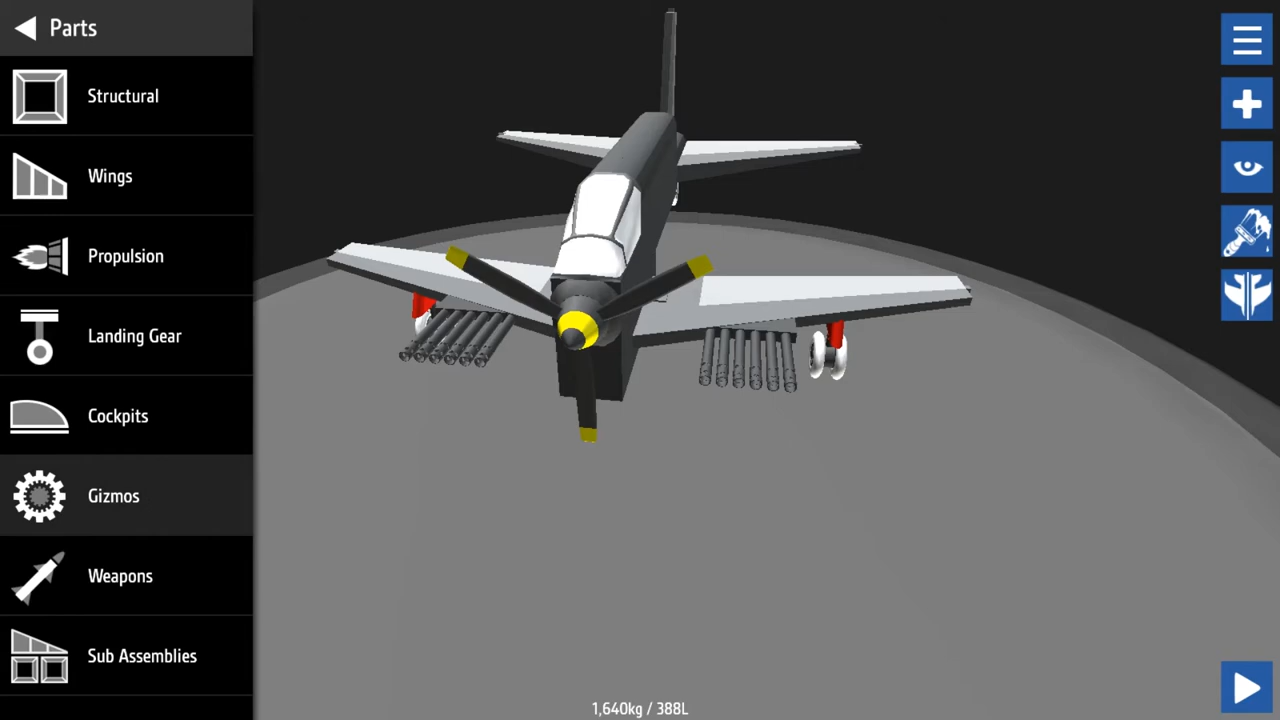 Parts
Structural
Wings
Propulsion
Landing Gear
Cockpits
Gizmos
Weapons
Sub Assemblies
1,640kg / 388L